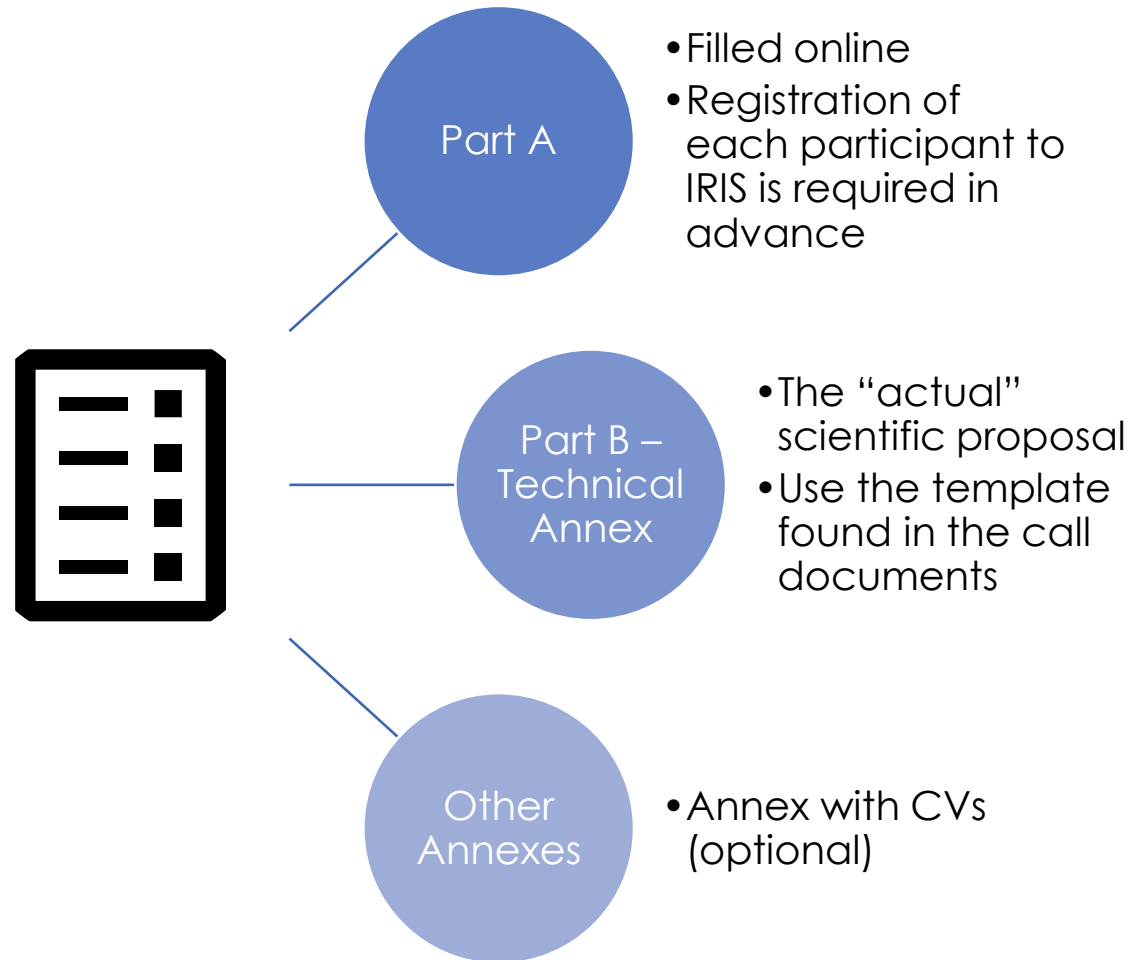 Part A
•Filled online
•Registration of
each participant to
IRIS is required in
advance
Part B –
Technical
Annex
•The “actual”
scientific proposal
•Use the template
found in the call
documents
Other
Annexes
•Annex with CVs
(optional)